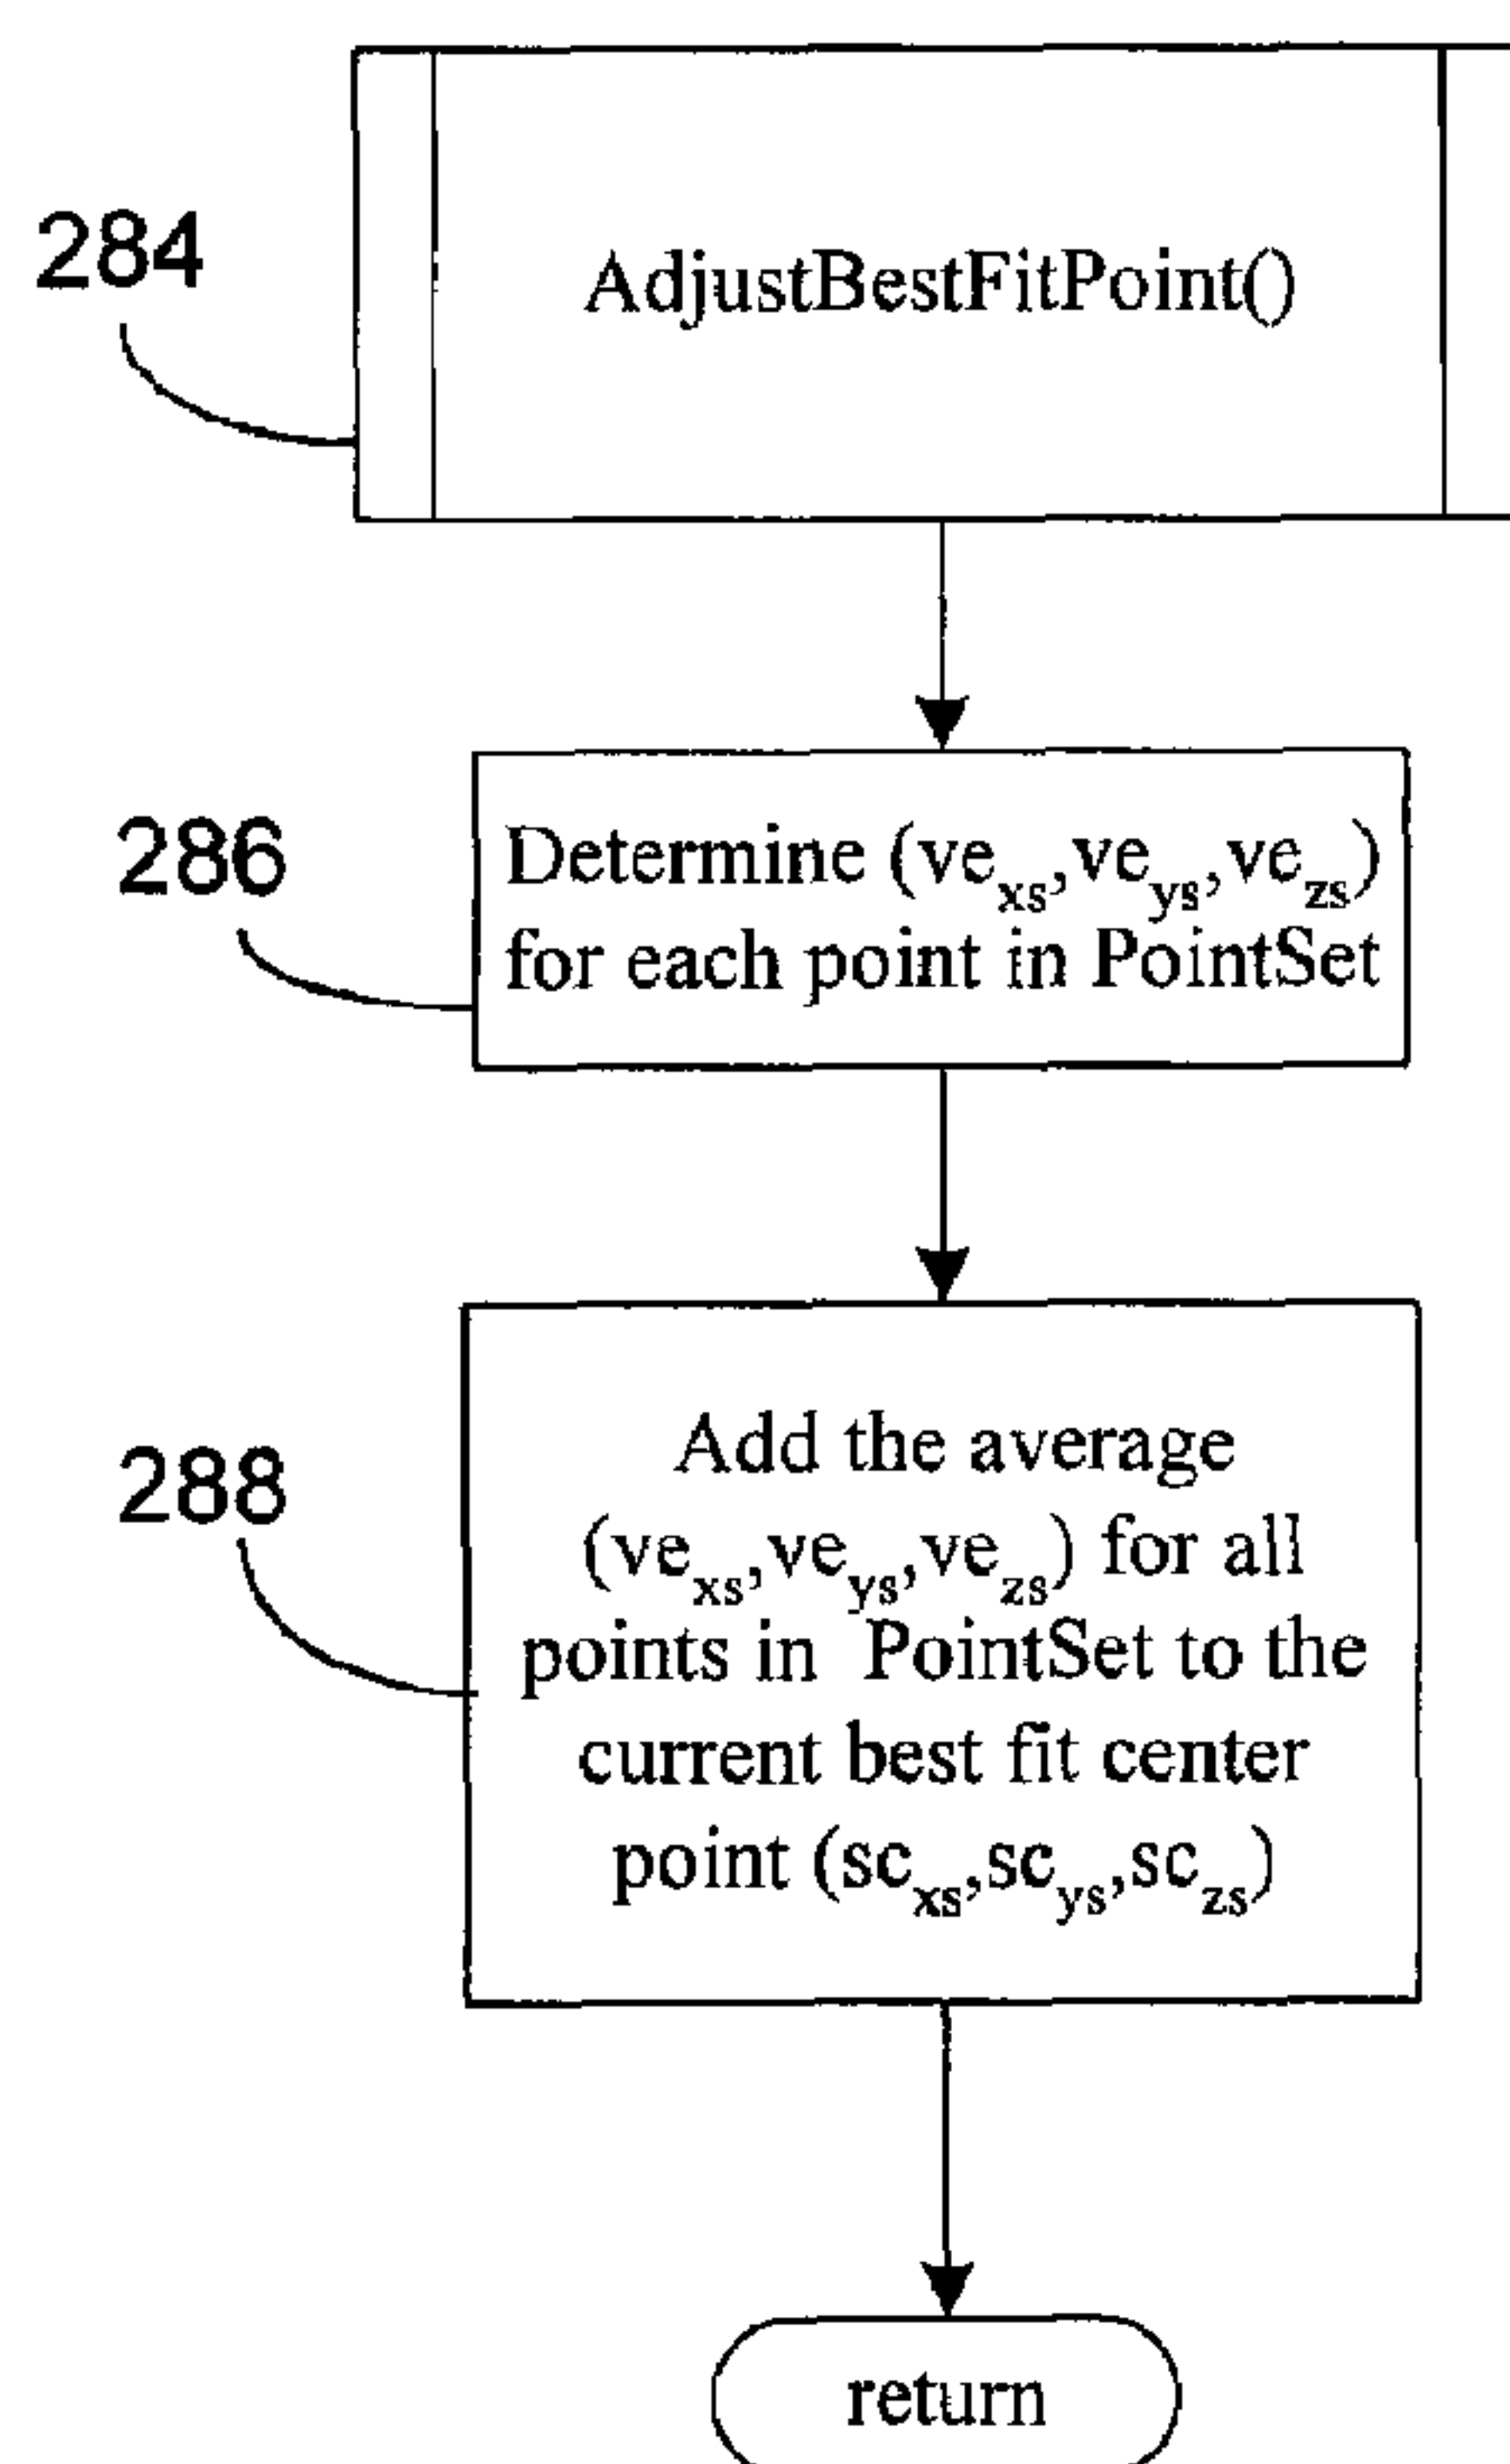 284
AdjustBestFitPoint()
286
Determine (ve_xs,ve_ys,ve_zs)
for each point in PointSet
288
Add the average
(ve_xs,ve_ys,ve_zs) for all
points in PointSet to the
current best fit center
point (sc_xs,sc_ys,sc_zs)
return